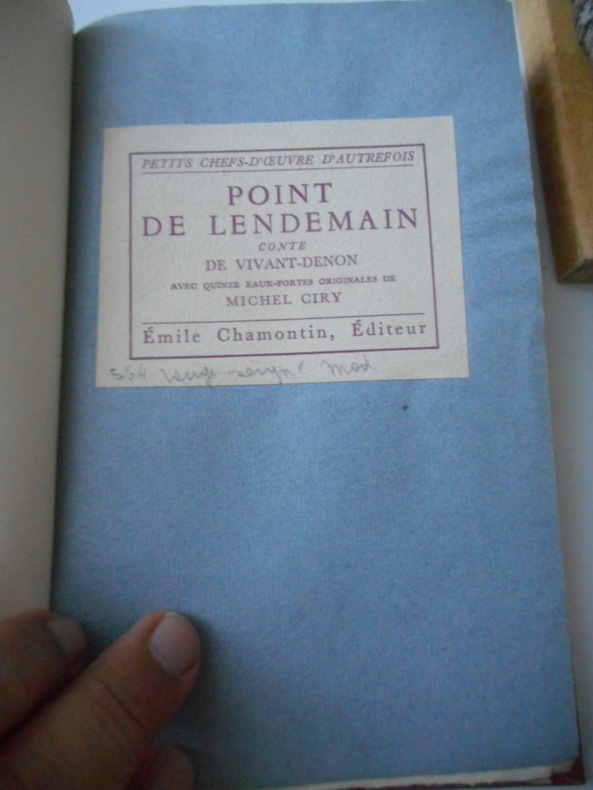 PETITS CHEFS-D'ŒUVRE D'AUTREFOIS
POINT
DE LENDEMAIN
CONTE
DE VIVANT-DENON
AVEC QUINZE EAUX-FORTES ORIGINALES DE
MICHEL CIRY
Émile Chamontin, Éditeur